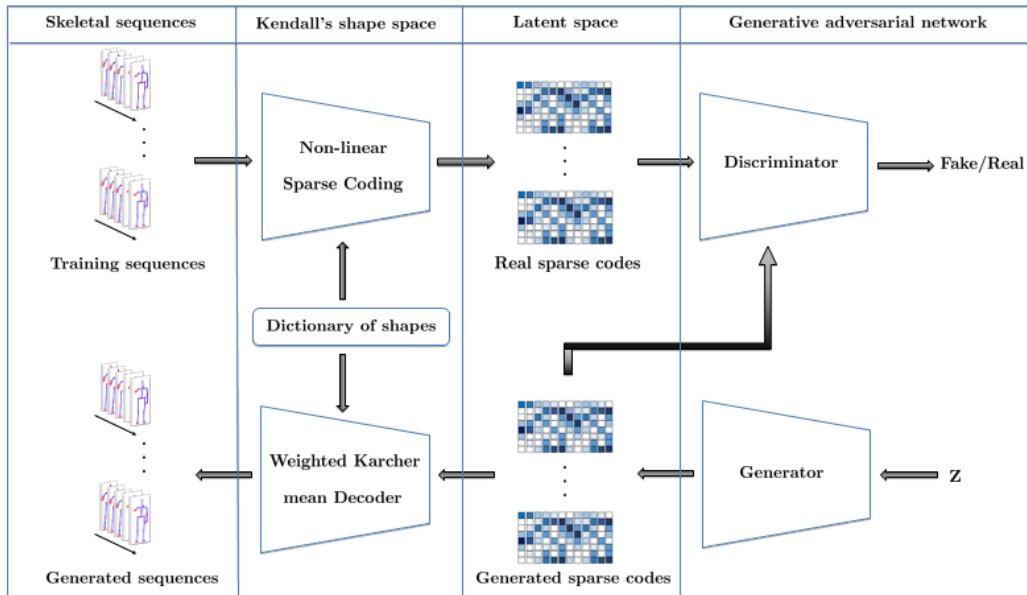 Skeletal sequences
Kendall's shape space
Latent space
Generative adversarial network
Non-linear
Sparse Coding
Discriminator
Fake/Real
Training sequences
Real sparse codes
Dictionary of shapes
Weighted Karcher
mean Decoder
Generator
Z
Generated sequences
Generated sparse codes